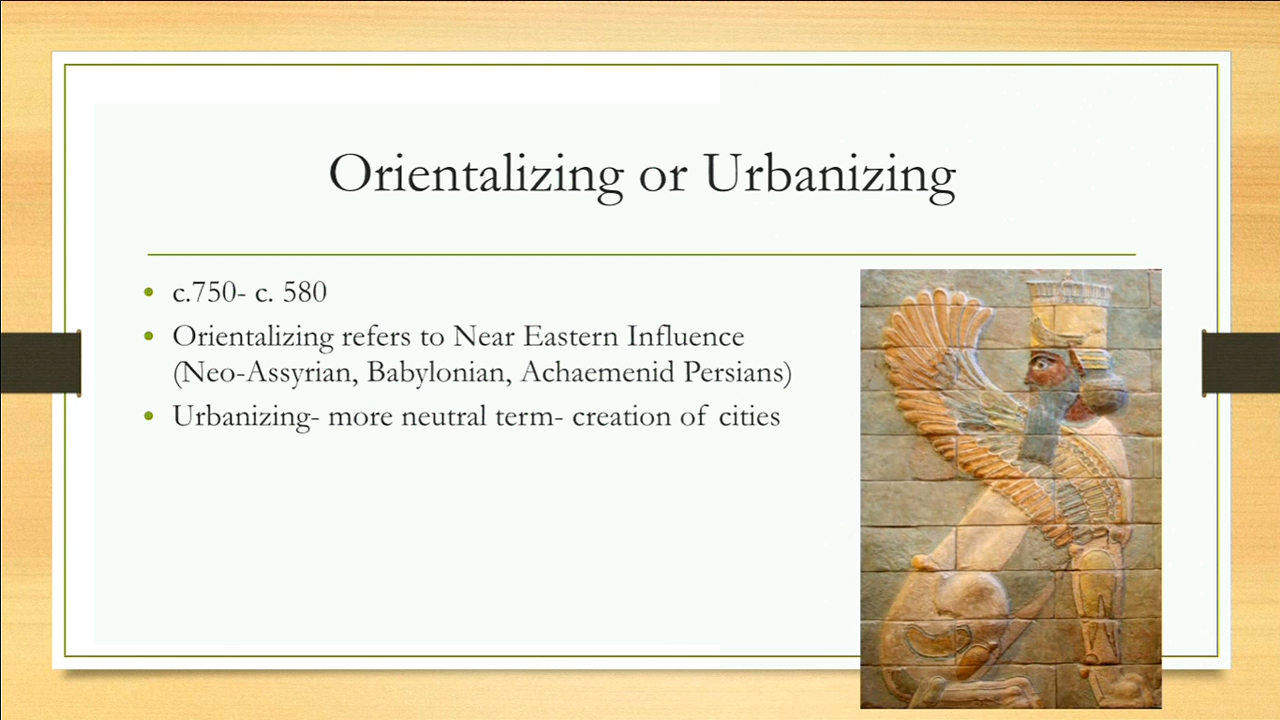 Orientalizing or Urbanizing
• c.750- c. 580
• Orientalizing refers to Near Eastern Influence
(Neo-Assyrian, Babylonian, Achaemenid Persians)
• Urbanizing- more neutral term- creation of cities